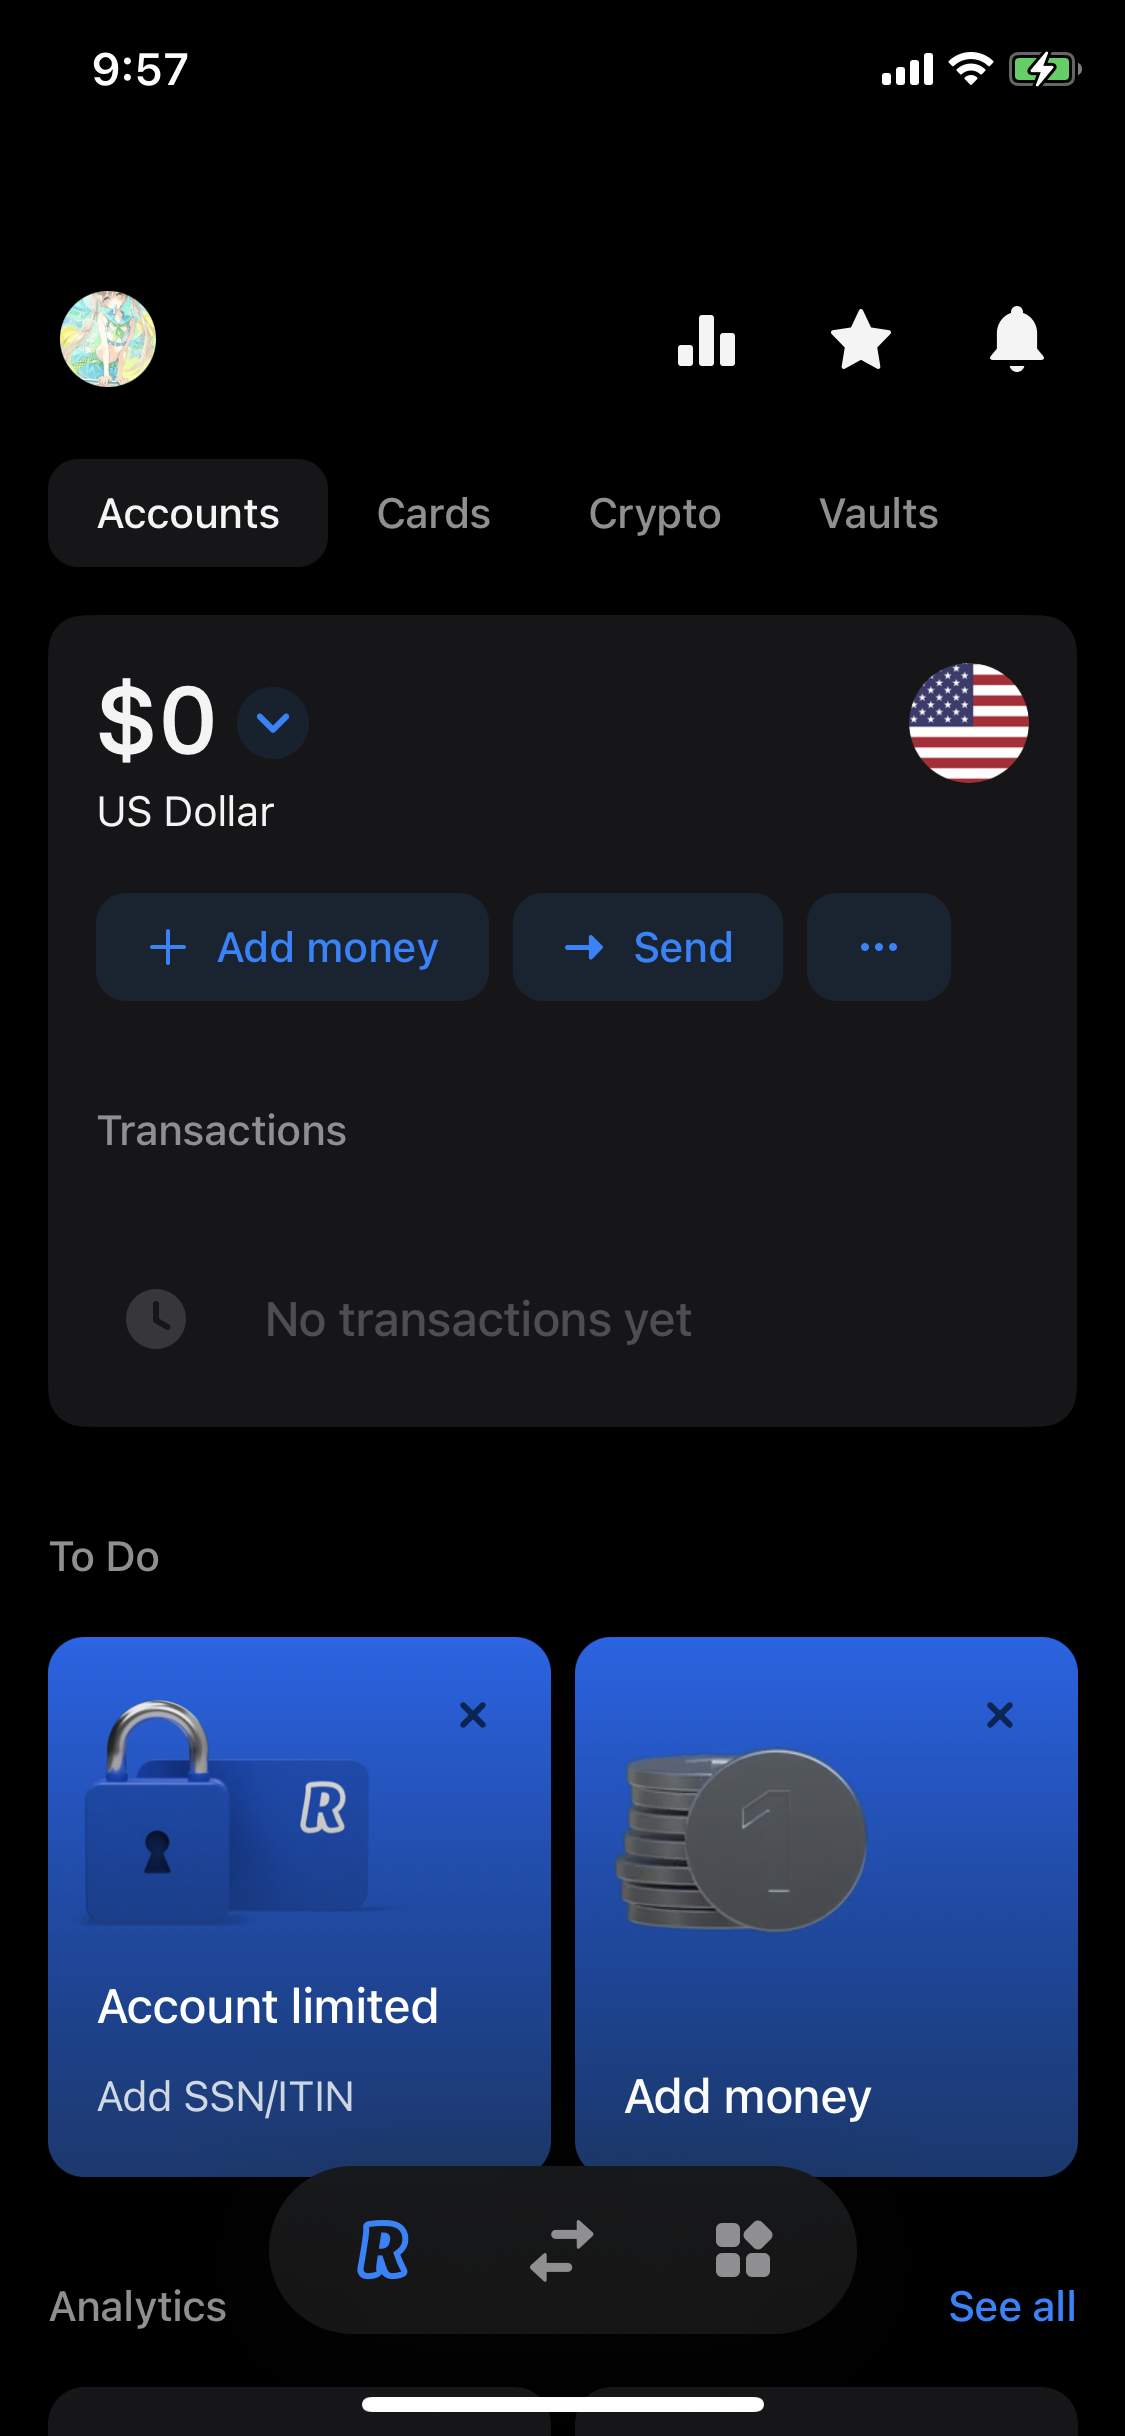 9:57
Accounts
Cards
Crypto
Vaults
$0
US Dollar
Add money
Send
Transactions
No transactions yet
To Do
R
1
Account limited
Add SSN/ITIN
Add money
R
Analytics
See all